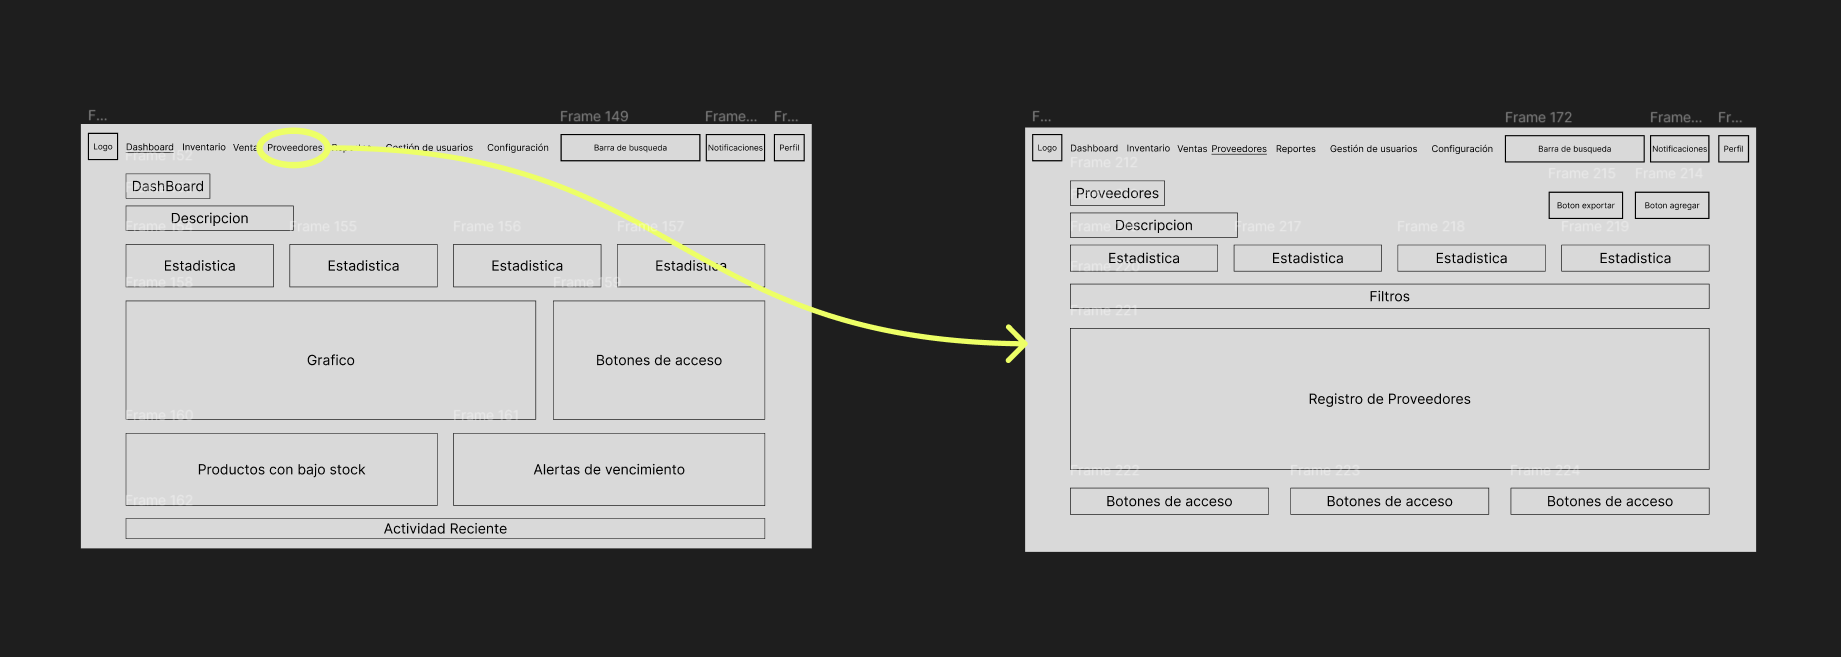 F...
Frame 149
Frame...
Fr...
Logo
Dashboard Inventario Venta Proveedores Gestión de usuarios Configuración
Barra de busqueda
Notificaciones
Perfil
Frame 152
DashBoard
Descripcion
Frame 154
Frame 155
Frame 156
Frame 157
Estadistica
Estadistica
Estadistica
Estadistica
Frame 158
Frame 159
Grafico
Botones de acceso
Frame 160
Frame 161
Productos con bajo stock
Alertas de vencimiento
Frame 162
Actividad Reciente
F...
Frame 172
Frame...
Fr...
Logo
Dashboard Inventario Ventas Proveedores Reportes Gestión de usuarios Configuración
Barra de busqueda
Notificaciones
Perfil
Frame 212
Frame 215
Frame 214
Proveedores
Boton exportar
Boton agregar
Descripcion
Frame 217
Frame 218
Frame 219
Estadistica
Estadistica
Estadistica
Estadistica
Frame 220
Filtros
Frame 221
Registro de Proveedores
Frame 222
Frame 223
Frame 224
Botones de acceso
Botones de acceso
Botones de acceso